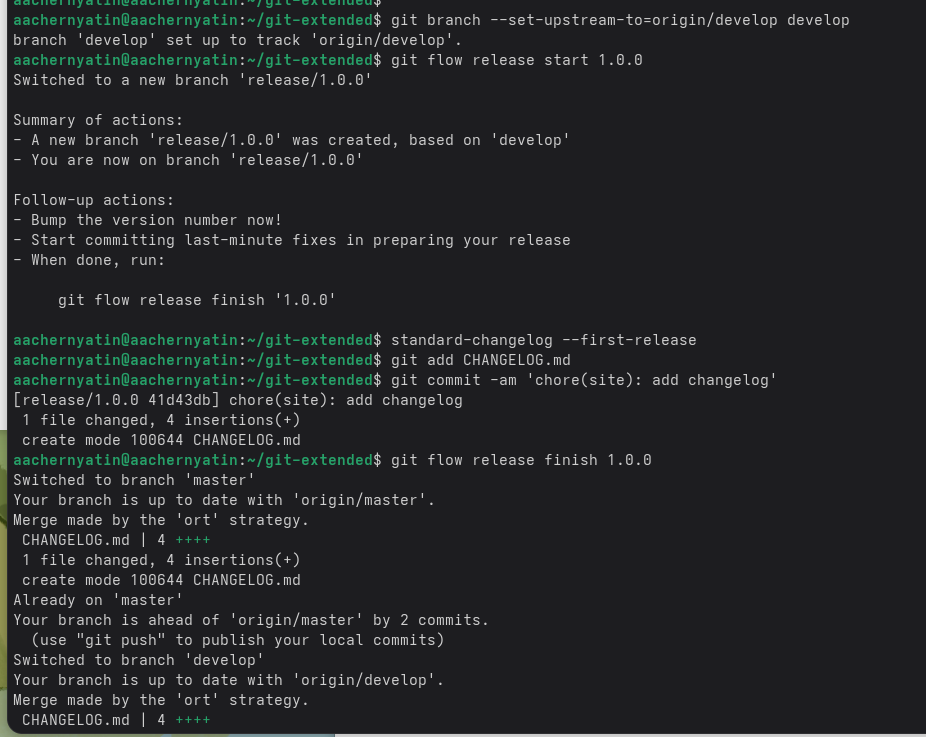 aachernyatin@aachernyatin:~/git-extended$
aachernyatin@aachernyatin:~/git-extended$ git branch --set-upstream-to=origin/develop develop
branch 'develop' set up to track 'origin/develop'.
aachernyatin@aachernyatin:~/git-extended$ git flow release start 1.0.0
Switched to a new branch 'release/1.0.0'
Summary of actions:
- A new branch 'release/1.0.0' was created, based on 'develop'
- You are now on branch 'release/1.0.0'
Follow-up actions:
- Bump the version number now!
- Start committing last-minute fixes in preparing your release
- When done, run:
git flow release finish '1.0.0'
aachernyatin@aachernyatin:~/git-extended$ standard-changelog --first-release
aachernyatin@aachernyatin:~/git-extended$ git add CHANGELOG.md
aachernyatin@aachernyatin:~/git-extended$ git commit -am 'chore(site): add changelog'
[release/1.0.0 41d43db] chore(site): add changelog
1 file changed, 4 insertions(+)
create mode 100644 CHANGELOG.md
aachernyatin@aachernyatin:~/git-extended$ git flow release finish 1.0.0
Switched to branch 'master'
Your branch is up to date with 'origin/master'.
Merge made by the 'ort' strategy.
CHANGELOG.md | 4 ++++
1 file changed, 4 insertions(+)
create mode 100644 CHANGELOG.md
Already on 'master'
Your branch is ahead of 'origin/master' by 2 commits.
(use "git push" to publish your local commits)
Switched to branch 'develop'
Your branch is up to date with 'origin/develop'.
Merge made by the 'ort' strategy.
CHANGELOG.md | 4 ++++